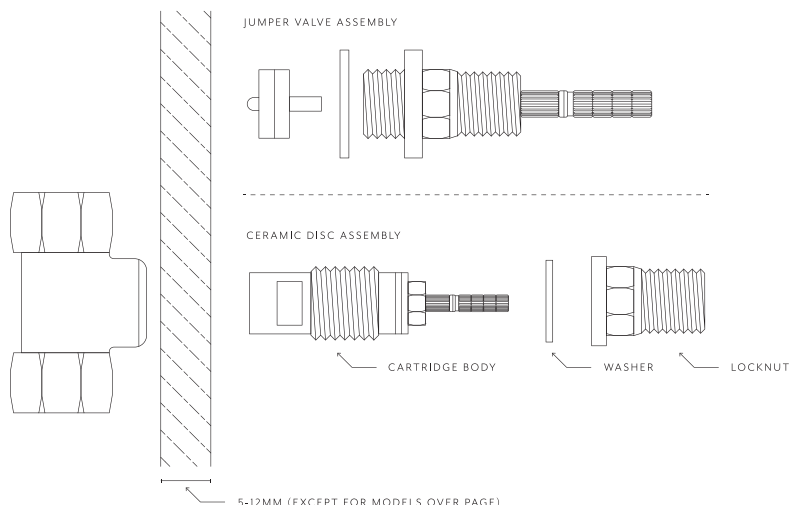 JUMPER VALVE ASSEMBLY
CERAMIC DISC ASSEMBLY
CARTRIDGE BODY
WASHER
LOCKNUT
5-12MM (EXCEPT FOR MODELS OVER PAGE)